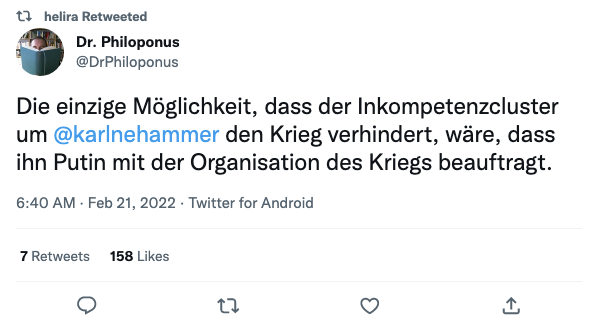 helira Retweeted
Dr. Philoponus
@DrPhiloponus
Die einzige Möglichkeit, dass der Inkompetenzcluster
um @karlnehammer den Krieg verhindert, wäre, dass
ihn Putin mit der Organisation des Kriegs beauftragt.
6:40 AM · Feb 21, 2022 · Twitter for Android
7 Retweets 158 Likes